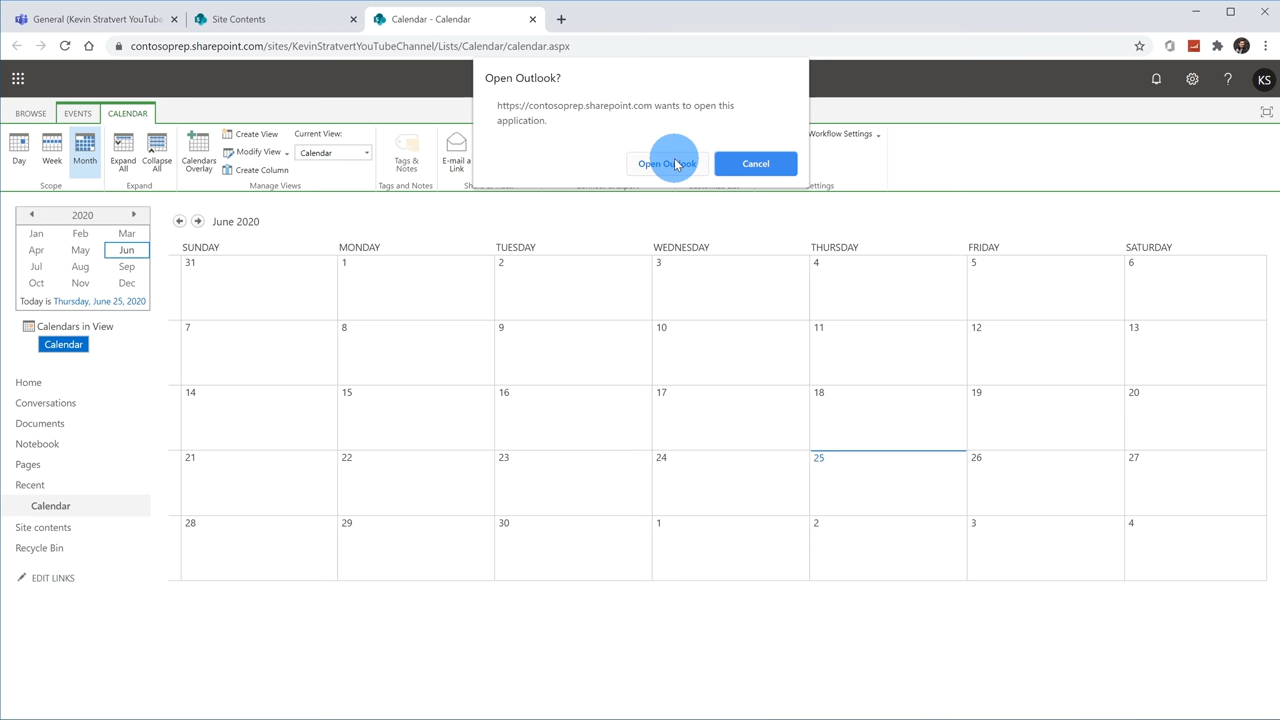 General (Kevin Stratvert YouTube
Site Contents
Calendar - Calendar
contosoprep.sharepoint.com/sites/KevinStratvertYouTubeChannel/Lists/Calendar/calendar.aspx
Open Outlook?
https://contosoprep.sharepoint.com wants to open this
application.
Open Outlook
Cancel
KS
BROWSE
EVENTS
CALENDAR
Day
Week
Month
Scope
Expand All
Collapse All
Expand
Calendars Overlay
Create View
Modify View
Create Column
Current View:
Calendar
Manage Views
Tags & Notes
Tags and Notes
E-mail a Link
Workflow Settings
2020
Jan Feb Mar
Apr May Jun
Jul Aug Sep
Oct Nov Dec
Today is Thursday, June 25, 2020
Calendars in View
Calendar
Home
Conversations
Documents
Notebook
Pages
Recent
Calendar
Site contents
Recycle Bin
EDIT LINKS
June 2020
SUNDAY MONDAY TUESDAY WEDNESDAY THURSDAY FRIDAY SATURDAY
31 1 2 3 4 5 6
7 8 9 10 11 12 13
14 15 16 17 18 19 20
21 22 23 24 25 26 27
28 29 30 1 2 3 4